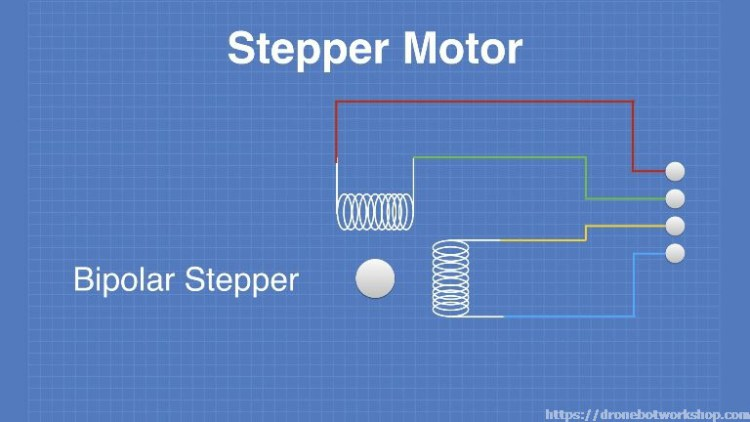 Stepper Motor
Bipolar Stepper
https://dronebotworkshop.com